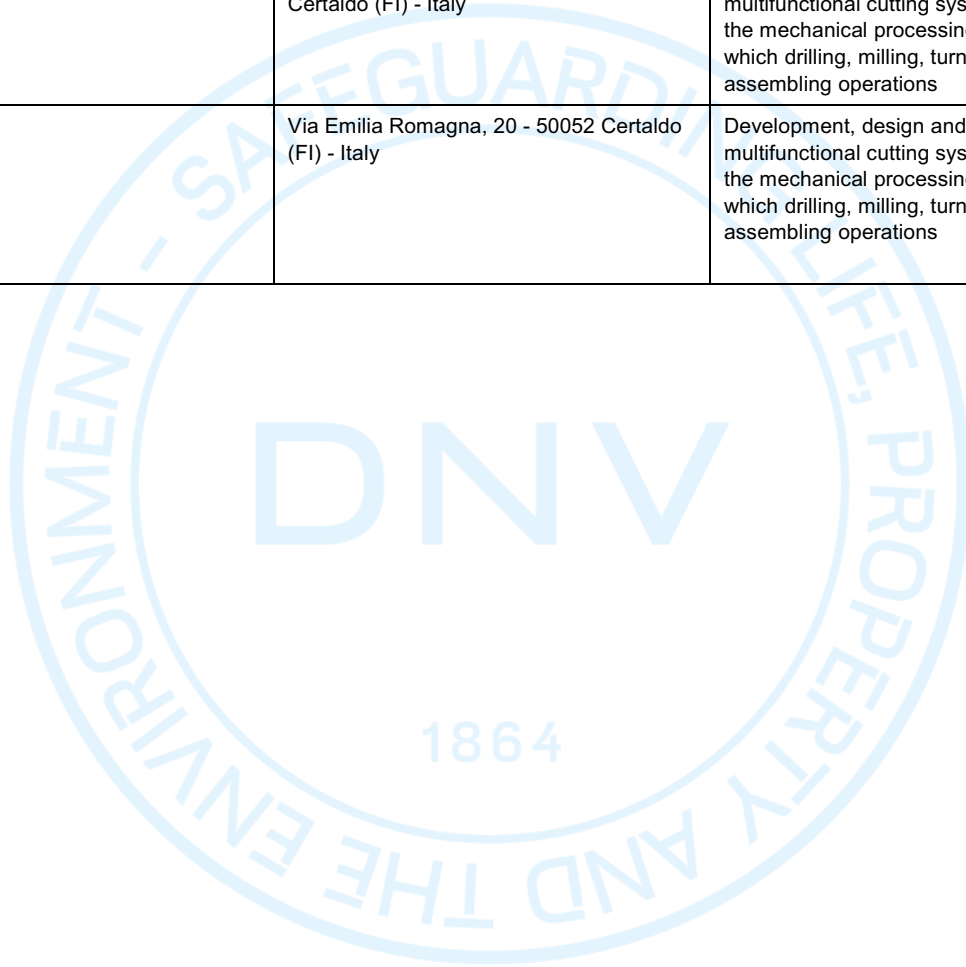 Certaldo (FI) - Italy
multifunctional cutting sys
the mechanical processin
which drilling, milling, turn
assembling operations
Via Emilia Romagna, 20 - 50052 Certaldo
(FI) - Italy
Development, design and
multifunctional cutting sys
the mechanical processin
which drilling, milling, turn
assembling operations
SAFEGUARDING LIFE, PROPERTY AND THE ENVIRONMENT -
DNV
1864